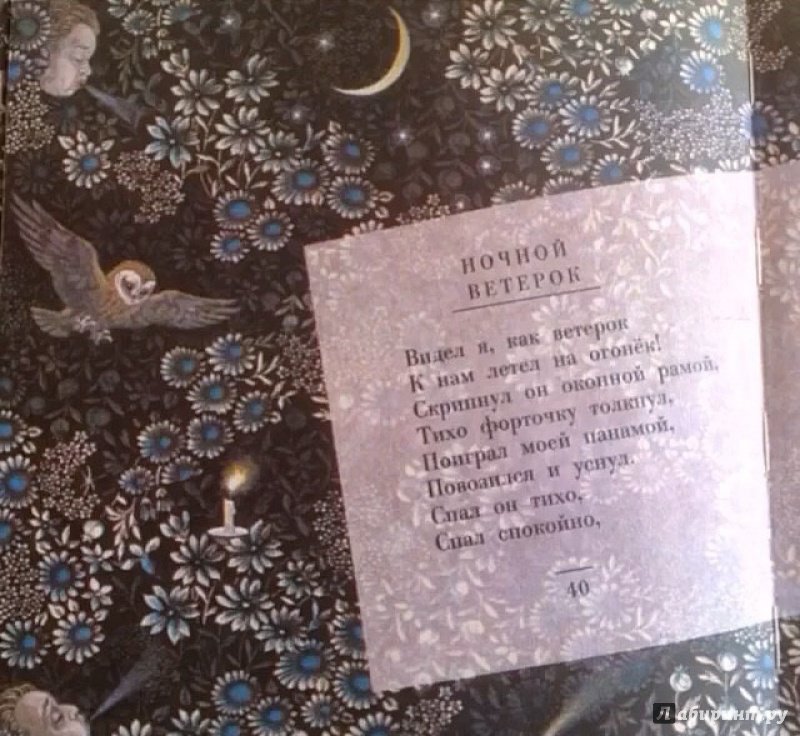 НОЧНОЙ
ВЕТЕРОК
Видел я, как ветерок
К нам летел на огонёк!
Скрипнул он оконной рамой,
Тихо форточку толкнул,
Поиграл моей панамой,
Повозился и уснул.
Спал он тихо,
Спал спокойно,
40
Лабиринт.ру